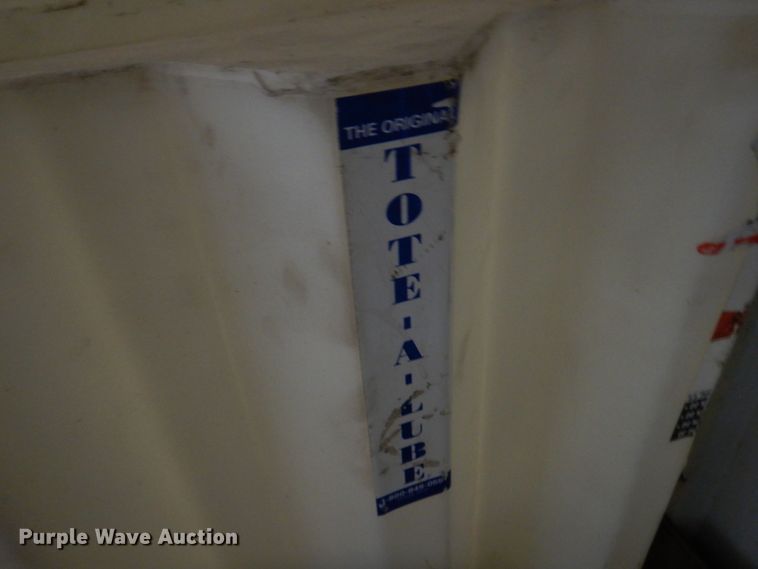 THE ORIGINAL
TOTE-A-LUBE
Purple Wave Auction